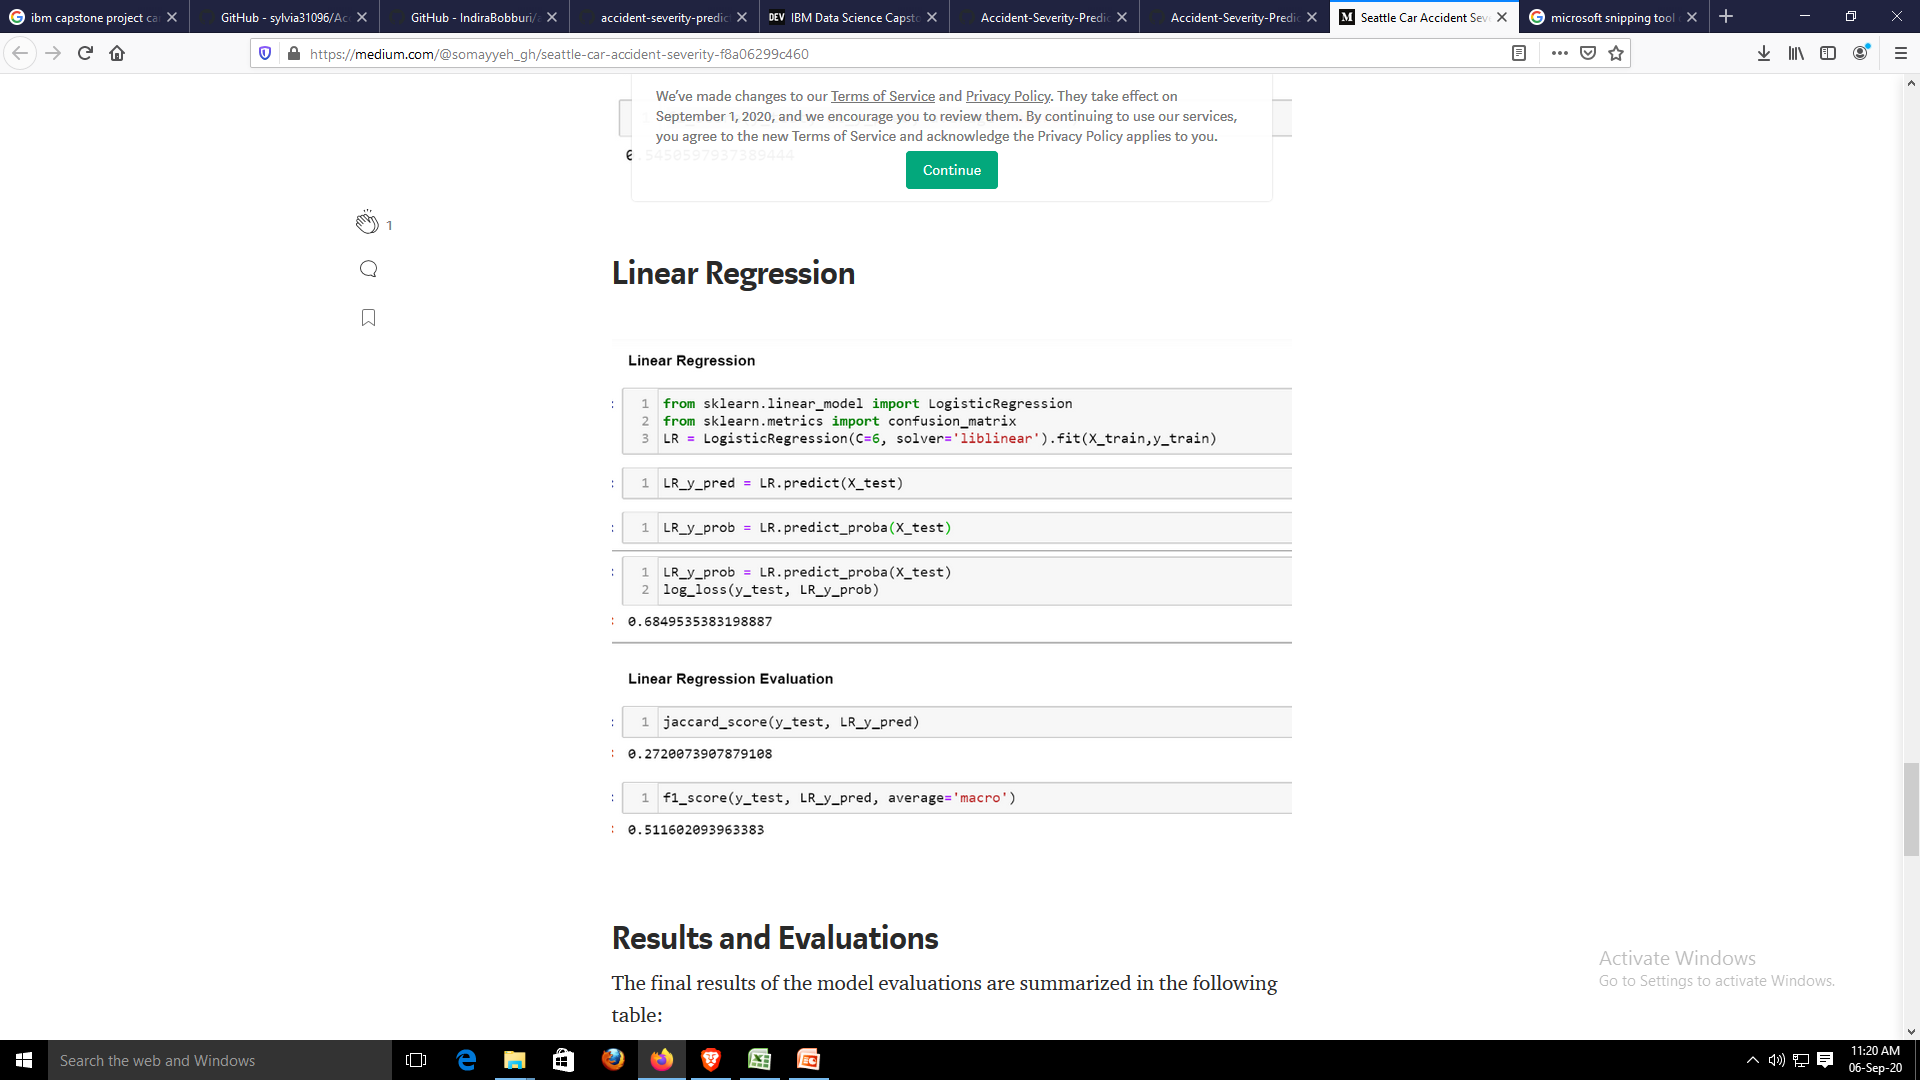 ibm capstone project ca
GitHub - sylvia31096/Ac
GitHub - IndiraBobburi/
accident-severity-predic
DEV IBM Data Science Capsto
Accident-Severity-Predic
Accident-Severity-Predic
M Seattle Car Accident Seve
microsoft snipping tool
https://medium.com/@somayyeh_gh/seattle-car-accident-severity-f8a06299c460
We've made changes to our Terms of Service and Privacy Policy. They take effect on
September 1, 2020, and we encourage you to review them. By continuing to use our services,
you agree to the new Terms of Service and acknowledge the Privacy Policy applies to you.
0.5450597937389444
Continue
1
Linear Regression
Linear Regression
1 from sklearn.linear_model import LogisticRegression
2 from sklearn.metrics import confusion_matrix
3 LR = LogisticRegression(C=6, solver='liblinear').fit(X_train,y_train)
1 LR_y_pred = LR.predict(X_test)
1 LR_y_prob = LR.predict_proba(X_test)
1 LR_y_prob = LR.predict_proba(X_test)
2 log_loss(y_test, LR_y_prob)
0.6849535383198887
Linear Regression Evaluation
1 jaccard_score(y_test, LR_y_pred)
0.2720073907879108
1 f1_score(y_test, LR_y_pred, average='macro')
0.511602093963383
Results and Evaluations
The final results of the model evaluations are summarized in the following
table:
Activate Windows
Go to Settings to activate Windows.
Search the web and Windows
11:20 AM
06-Sep-20